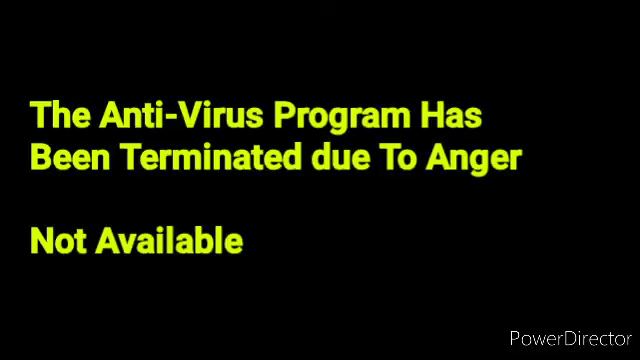 The Anti-Virus Program Has
Been Terminated due To Anger
Not Available
PowerDirector